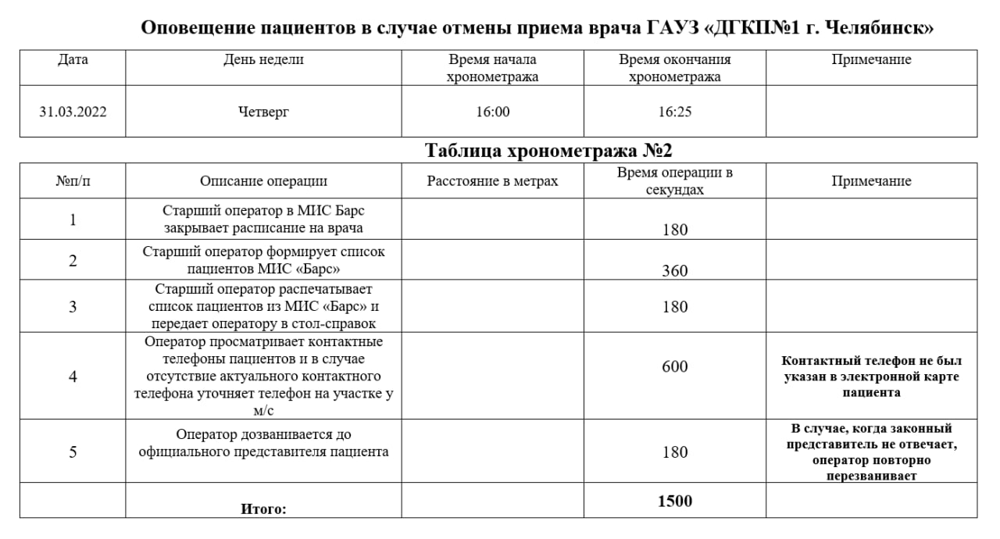 Оповещение пациентов в случае отмены приема врача ГАУЗ «ДГКП№1 г. Челябинск»
Дата
День недели
Время начала
хронометража
Время окончания
хронометража
Примечание
31.03.2022
Четверг
16:00
16:25
Таблица хронометража №2
№п/п
Описание операции
Расстояние в метрах
Время операции в
секундах
Примечание
1
Старший оператор в МИС Барс
закрывает расписание на врача
180
2
Старший оператор формирует список
пациентов МИС «Барс»
360
3
Старший оператор распечатывает
список пациентов из МИС «Барс» и
передает оператору в стол-справок
180
4
Оператор просматривает контактные
телефоны пациентов и в случае
отсутствие актуального контактного
телефона уточняет телефон на участке у
м/с
600
Контактный телефон не был
указан в электронной карте
пациента
5
Оператор дозванивается до
официального представителя пациента
180
В случае, когда законный
представитель не отвечает,
оператор повторно
перезванивает
Итого:
1500